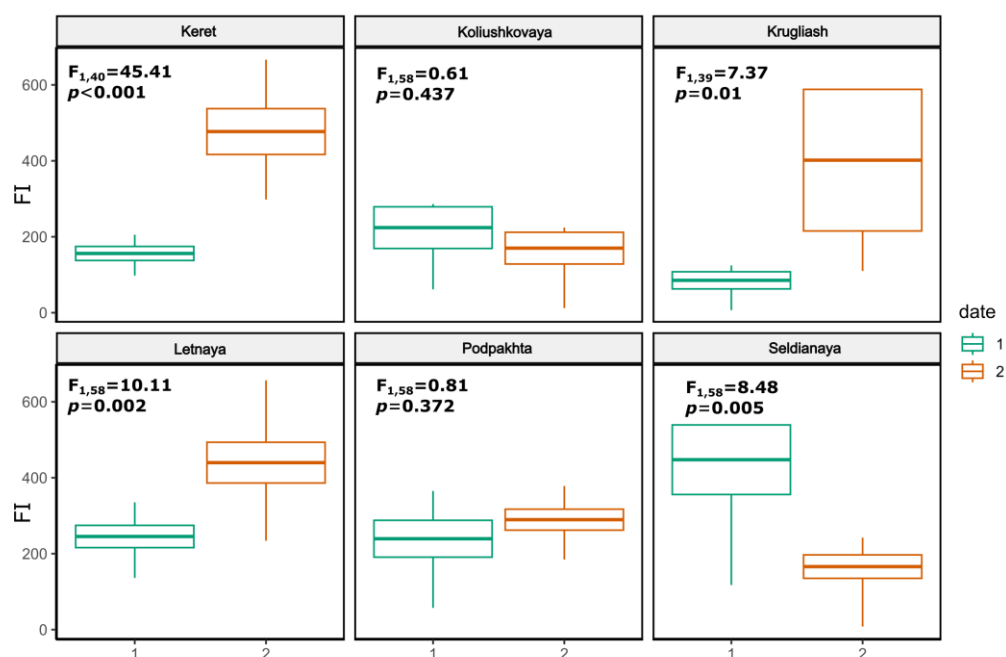 Keret
Koliushkovaya
Krugliash
F1,40=45.41
p<0.001
F1,58=0.61
p=0.437
F1,39=7.37
p=0.01
600
400
200
0
FI
Letnaya
Podpakhta
Seldianaya
F1,58=10.11
p=0.002
F1,58=0.81
p=0.372
F1,58=8.48
p=0.005
600
400
200
0
FI
1
2
1
2
1
2
date
1
2